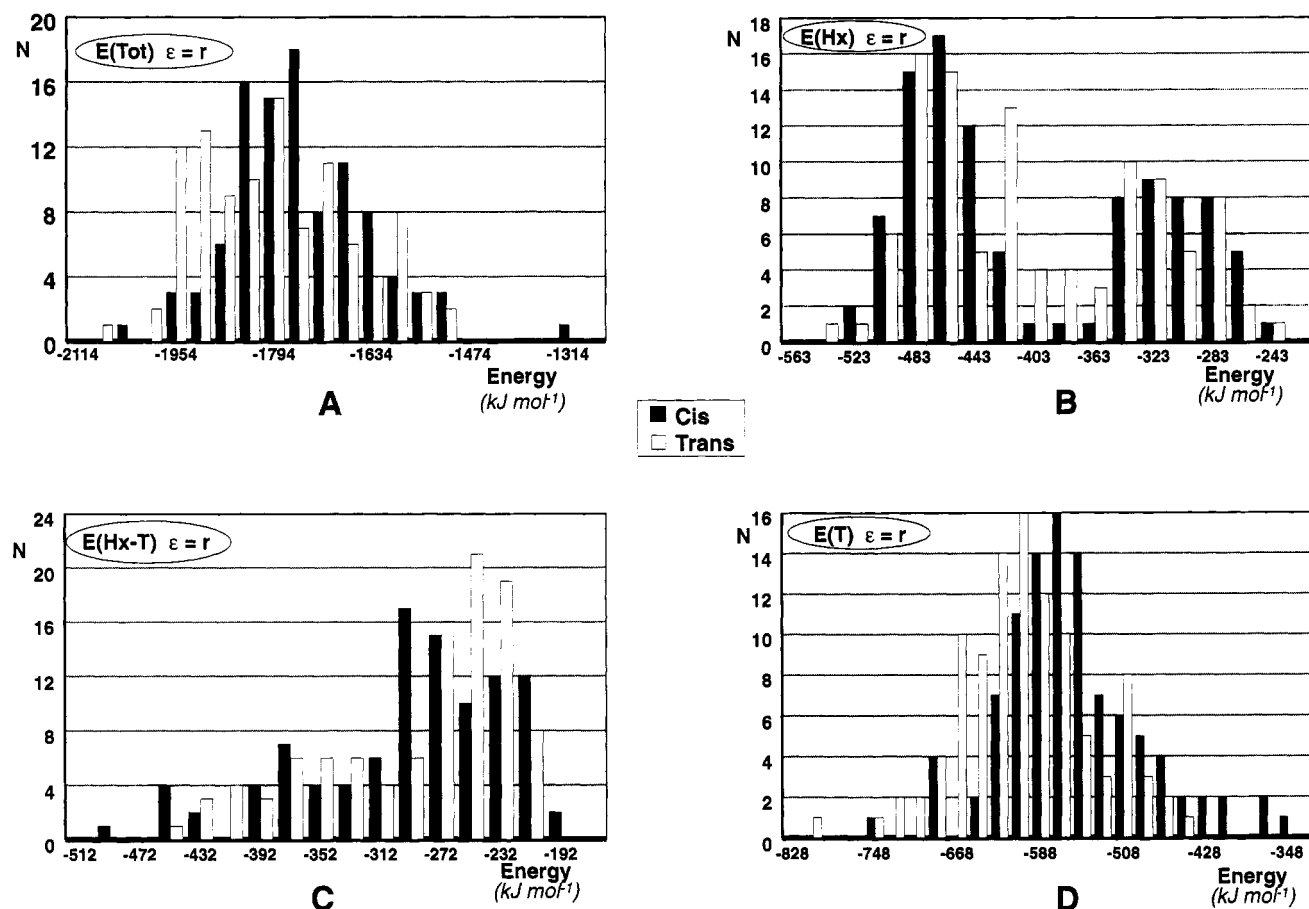 20
N
E(Tot) ε = r
16
12
8
4
0
-2114 -1954 -1794 -1634 -1474 -1314
Energy
(kJ mol-1)
A
18
N
E(Hx) ε = r
16
14
12
10
8
6
4
2
0
-563 -523 -483 -443 -403 -363 -323 -283 -243
Energy
(kJ mol-1)
B
Cis
Trans
24
N
E(Hx-T) ε = r
20
16
12
8
4
0
-512 -472 -432 -392 -352 -312 -272 -232 -192
Energy
(kJ mol-1)
C
16
N
E(T) ε = r
14
12
10
8
6
4
2
0
-828 -748 -668 -588 -508 -428 -348
Energy
(kJ mol-1)
D